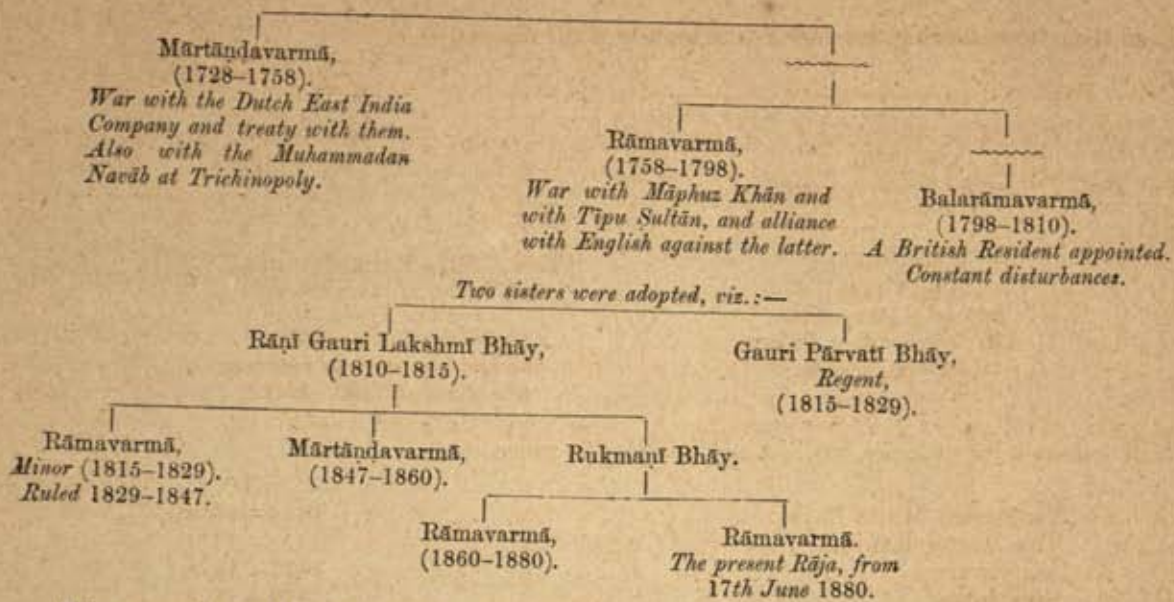 Mārtāṇḍavarmā,
(1728–1758).
War with the Dutch East India
Company and treaty with them.
Also with the Muhammadan
Navāb at Trichinopoly.
Rāmavarmā,
(1758–1798).
War with Māphuz Khān and
with Tīpu Sultān, and alliance
with English against the latter.
Balarāmavarmā,
(1798–1810).
A British Resident appointed.
Constant disturbances.
Two sisters were adopted, viz.:—
Rāṇī Gauri Lakshmī Bhāy,
(1810–1815).
Gauri Pārvatī Bhāy,
Regent,
(1815–1829).
Rāmavarmā,
Minor (1815–1829).
Ruled 1829–1847.
Mārtāṇḍavarmā,
(1847–1860).
Rukmaṇī Bhāy.
Rāmavarmā,
(1860–1880).
Rāmavarmā.
The present Rāja, from
17th June 1880.